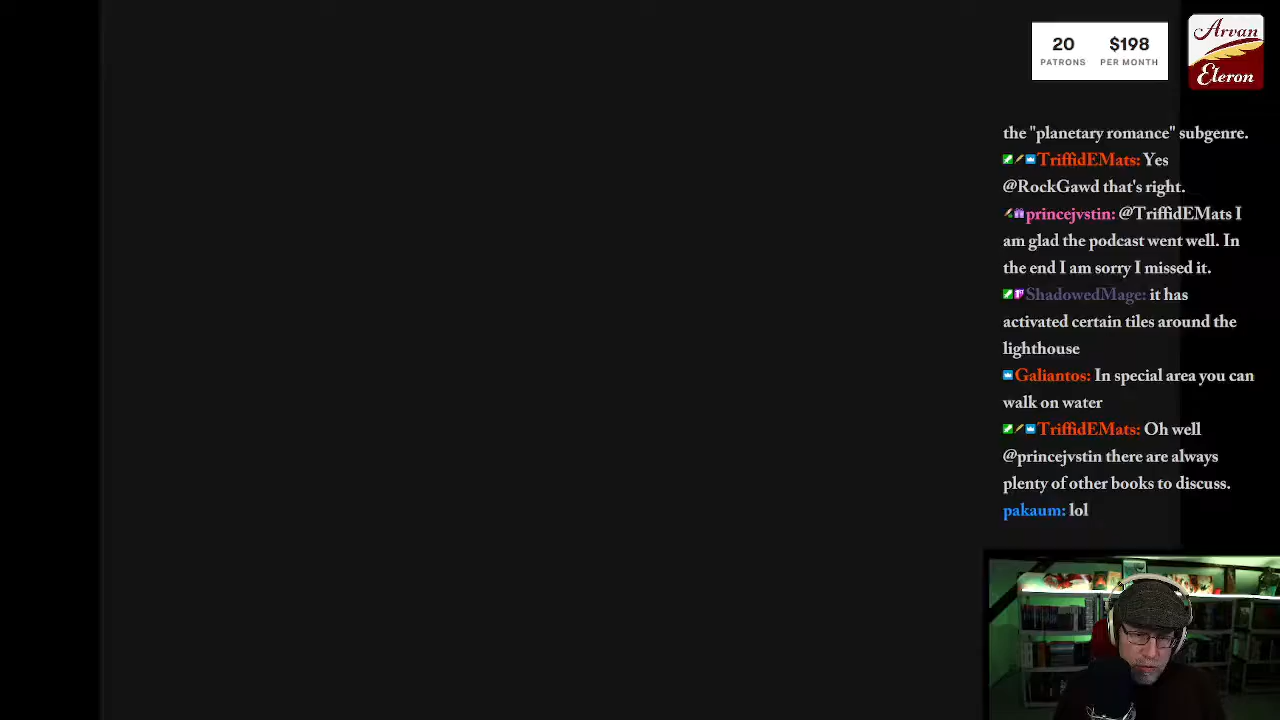 20 $198
PATRONS PER MONTH
Arvan
Eleron
the "planetary romance" subgenre.
TriffidEMats: Yes
@RockGawd that's right.
princejvstin: @TriffidEMats I
am glad the podcast went well. In
the end I am sorry I missed it.
ShadowedMage: it has
activated certain tiles around the
lighthouse
Galiantos: In special area you can
walk on water
TriffidEMats: Oh well
@princejvstin there are always
plenty of other books to discuss.
pakaum: lol